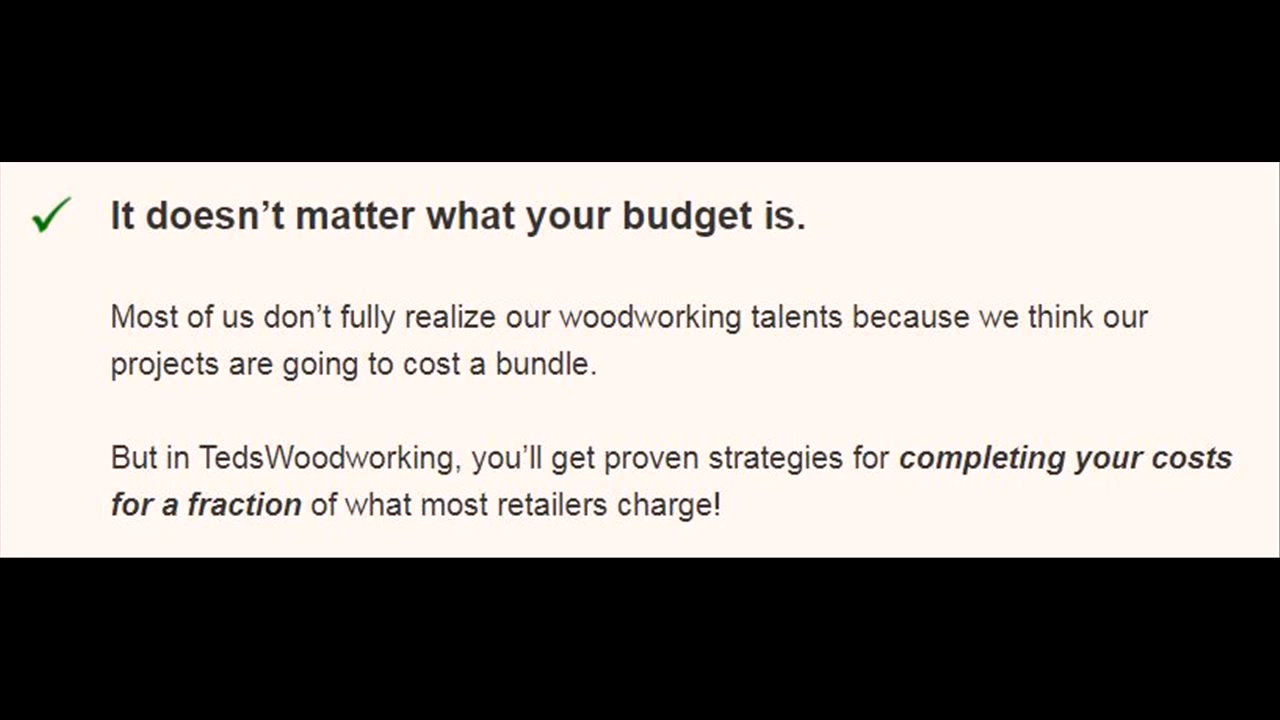 It doesn’t matter what your budget is.
Most of us don’t fully realize our woodworking talents because we think our
projects are going to cost a bundle.
But in TedsWoodworking, you’ll get proven strategies for completing your costs
for a fraction of what most retailers charge!